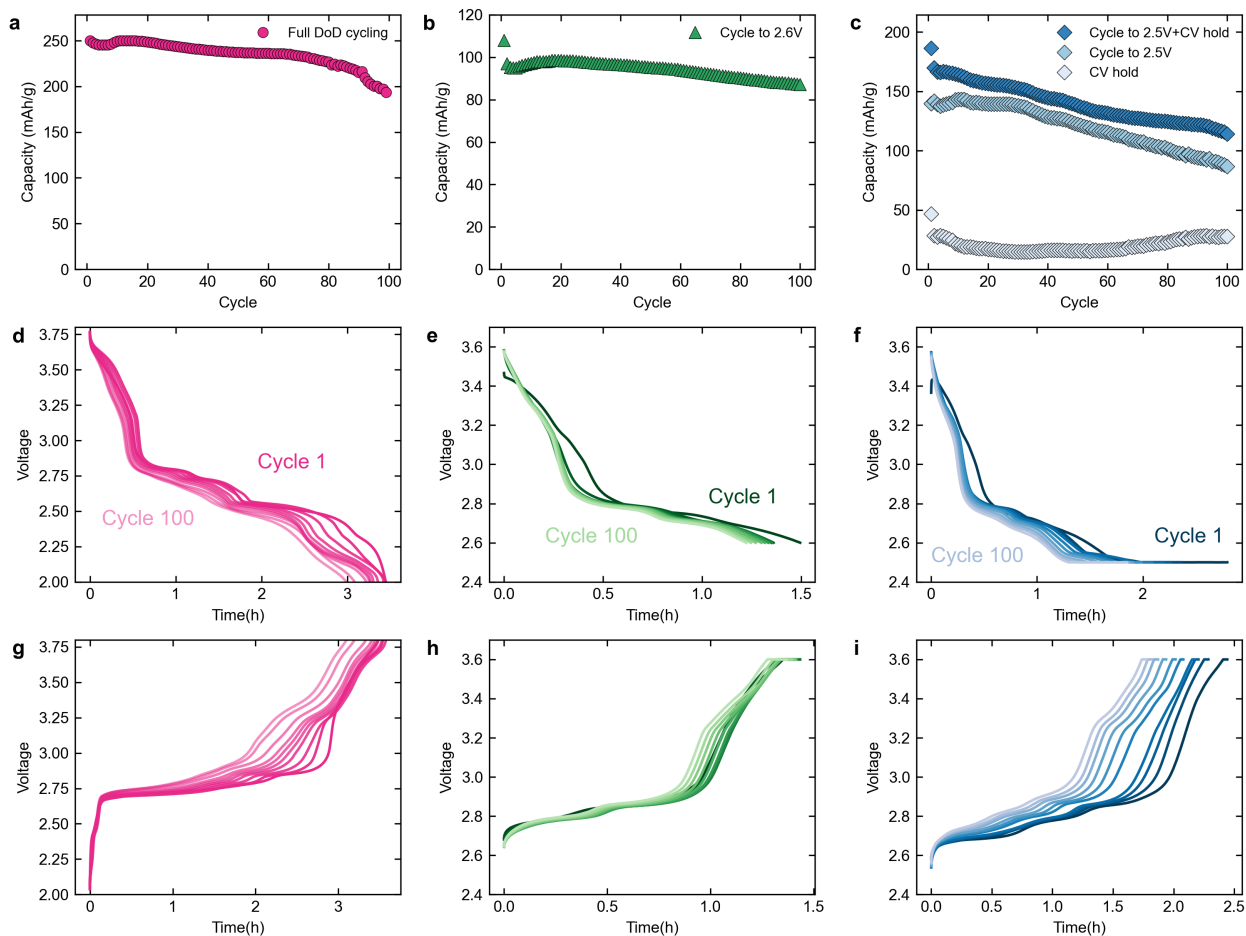 a
Full DoD cycling
Capacity (mAh/g)
250
200
150
100
50
0
0 20 40 60 80 100
Cycle
b
Cycle to 2.6V
Capacity (mAh/g)
120
100
80
60
40
20
0
0 20 40 60 80 100
Cycle
c
Cycle to 2.5V+CV hold
Cycle to 2.5V
CV hold
Capacity (mAh/g)
200
150
100
50
0
0 20 40 60 80 100
Cycle
d
Voltage
3.75
3.50
3.25
3.00
2.75
2.50
2.25
2.00
Cycle 1
Cycle 100
0 1 2 3
Time(h)
e
Voltage
3.6
3.4
3.2
3.0
2.8
2.6
2.4
Cycle 1
Cycle 100
0.0 0.5 1.0 1.5
Time(h)
f
Voltage
3.6
3.4
3.2
3.0
2.8
2.6
2.4
Cycle 1
Cycle 100
0 1 2
Time(h)
g
Voltage
3.75
3.50
3.25
3.00
2.75
2.50
2.25
2.00
0 1 2 3
Time(h)
h
Voltage
3.6
3.4
3.2
3.0
2.8
2.6
2.4
0.0 0.5 1.0 1.5
Time(h)
i
Voltage
3.6
3.4
3.2
3.0
2.8
2.6
2.4
0.0 0.5 1.0 1.5 2.0 2.5
Time(h)